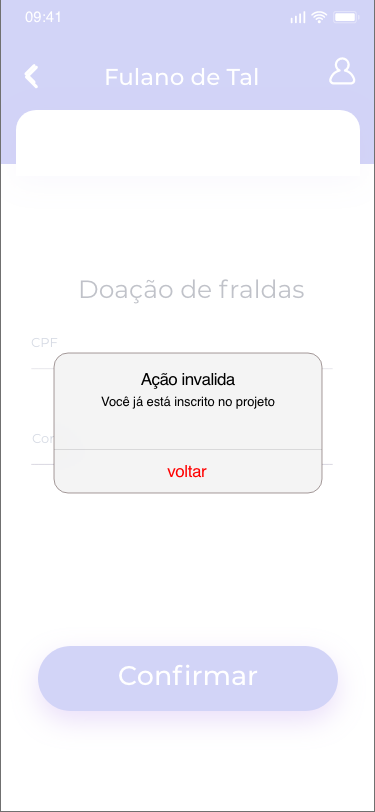 09:41
Fulano de Tal
Doação de fraldas
CPF
Ação invalida
Você já está inscrito no projeto
Con
voltar
Confirmar